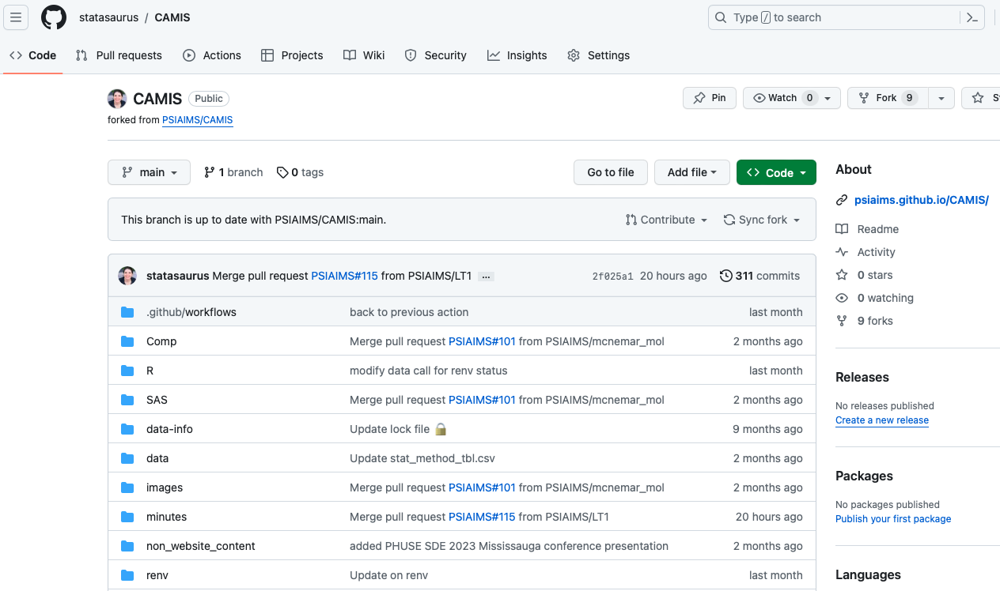 statasaurus / CAMIS
Type / to search
Code Pull requests Actions Projects Wiki Security Insights Settings
CAMIS Public
Pin Watch 0 Fork 9
forked from PSIAIMS/CAMIS
main 1 branch 0 tags Go to file Add file Code
This branch is up to date with PSIAIMS/CAMIS:main. Contribute Sync fork
statasaurus Merge pull request PSIAIMS#115 from PSIAIMS/LT1 ... 2f025a1 20 hours ago 311 commits
.github/workflows back to previous action last month
Comp Merge pull request PSIAIMS#101 from PSIAIMS/mcnemar_mol 2 months ago
R modify data call for renv status last month
SAS Merge pull request PSIAIMS#101 from PSIAIMS/mcnemar_mol 2 months ago
data-info Update lock file 🔒 9 months ago
data Update stat_method_tbl.csv 2 months ago
images Merge pull request PSIAIMS#101 from PSIAIMS/mcnemar_mol 2 months ago
minutes Merge pull request PSIAIMS#115 from PSIAIMS/LT1 20 hours ago
non_website_content added PHUSE SDE 2023 Mississauga conference presentation 2 months ago
renv Update on renv last month
About
psiaims.github.io/CAMIS/
Readme
Activity
0 stars
0 watching
9 forks
Releases
No releases published
Create a new release
Packages
No packages published
Publish your first package
Languages